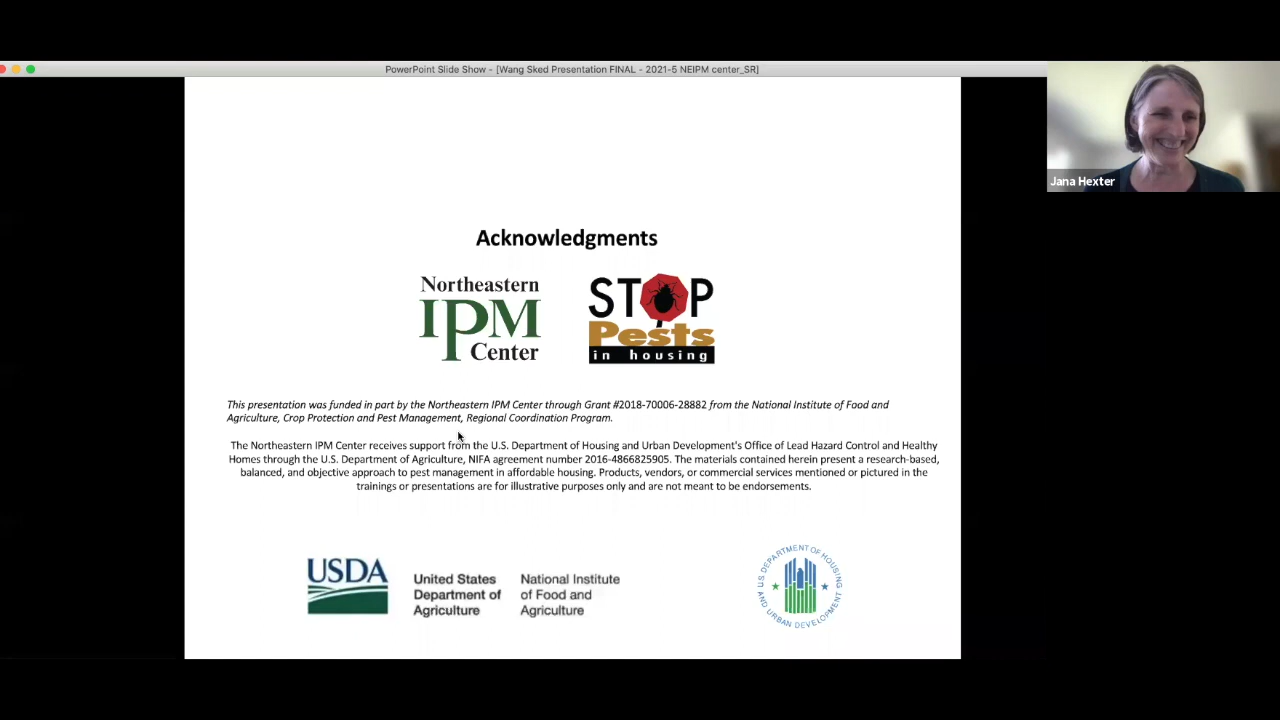 PowerPoint Slide Show - [Wang Sked Presentation FINAL - 2021-5 NEIPM center_SR]
Jana Hexter
Acknowledgments
Northeastern
IPM
Center
STOP
Pests
in housing
This presentation was funded in part by the Northeastern IPM Center through Grant #2018-70006-28882 from the National Institute of Food and
Agriculture, Crop Protection and Pest Management, Regional Coordination Program.
The Northeastern IPM Center receives support from the U.S. Department of Housing and Urban Development's Office of Lead Hazard Control and Healthy
Homes through the U.S. Department of Agriculture, NIFA agreement number 2016-4866825905. The materials contained herein present a research-based,
balanced, and objective approach to pest management in affordable housing. Products, vendors, or commercial services mentioned or pictured in the
trainings or presentations are for illustrative purposes only and are not meant to be endorsements.
USDA
United States
Department of
Agriculture
National Institute
of Food and
Agriculture
U.S. DEPARTMENT OF HOUSING
AND URBAN DEVELOPMENT